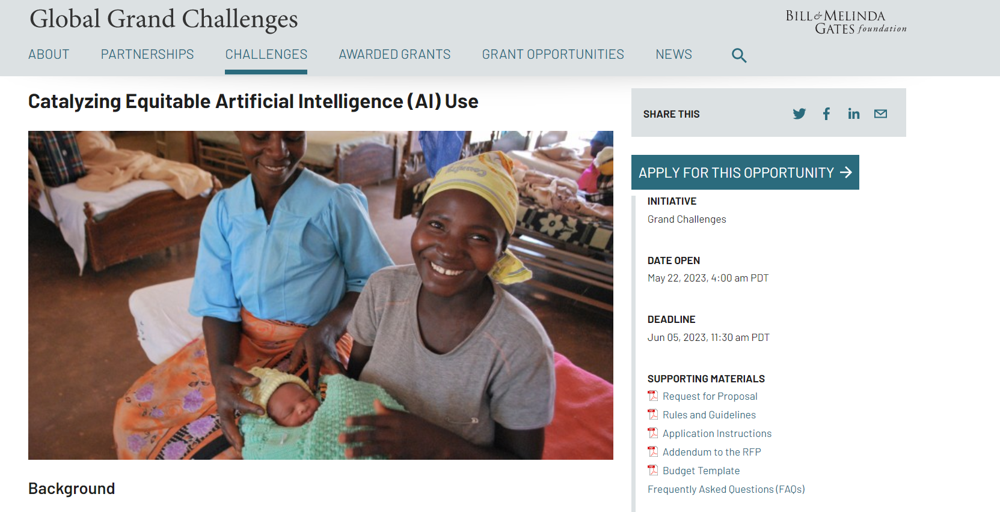 Global Grand Challenges
BILL & MELINDA
GATES foundation
ABOUT PARTNERSHIPS CHALLENGES AWARDED GRANTS GRANT OPPORTUNITIES NEWS
Catalyzing Equitable Artificial Intelligence (AI) Use
Country
Background
SHARE THIS
APPLY FOR THIS OPPORTUNITY →
INITIATIVE
Grand Challenges
DATE OPEN
May 22, 2023, 4:00 am PDT
DEADLINE
Jun 05, 2023, 11:30 am PDT
SUPPORTING MATERIALS
Request for Proposal
Rules and Guidelines
Application Instructions
Addendum to the RFP
Budget Template
Frequently Asked Questions (FAQs)